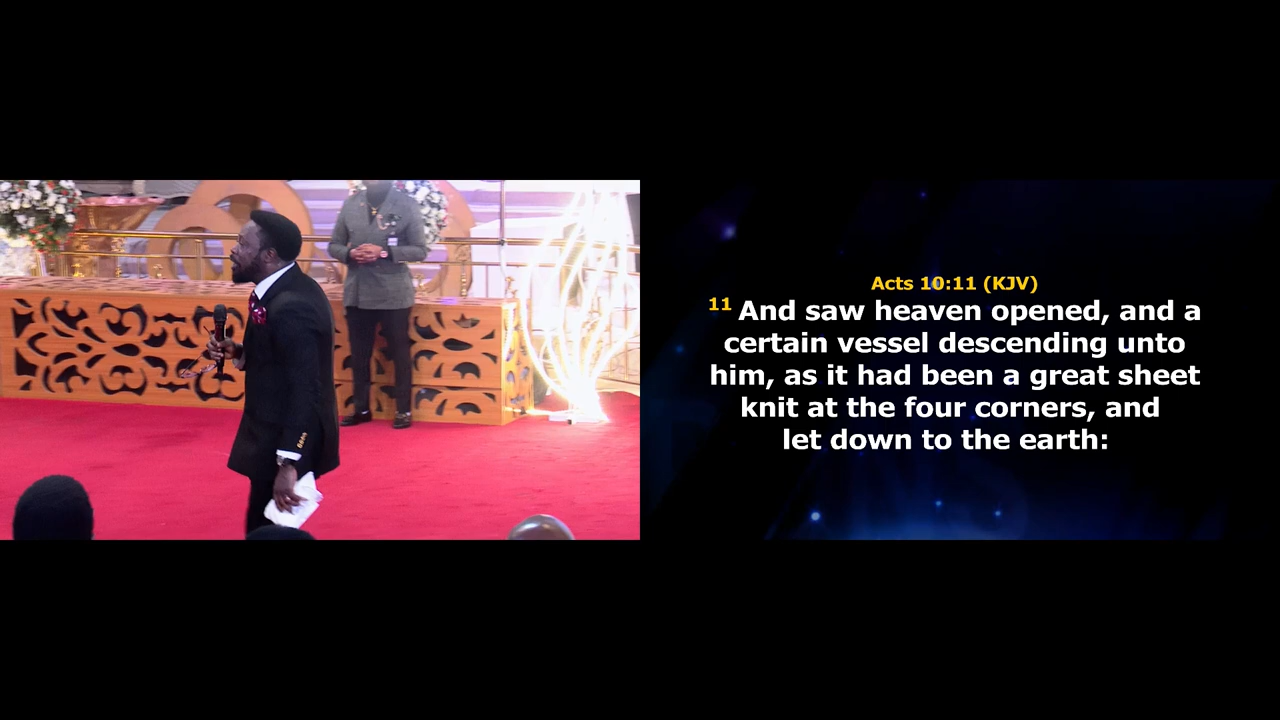 Acts 10:11 (KJV)
11 And saw heaven opened, and a
certain vessel descending unto
him, as it had been a great sheet
knit at the four corners, and
let down to the earth: